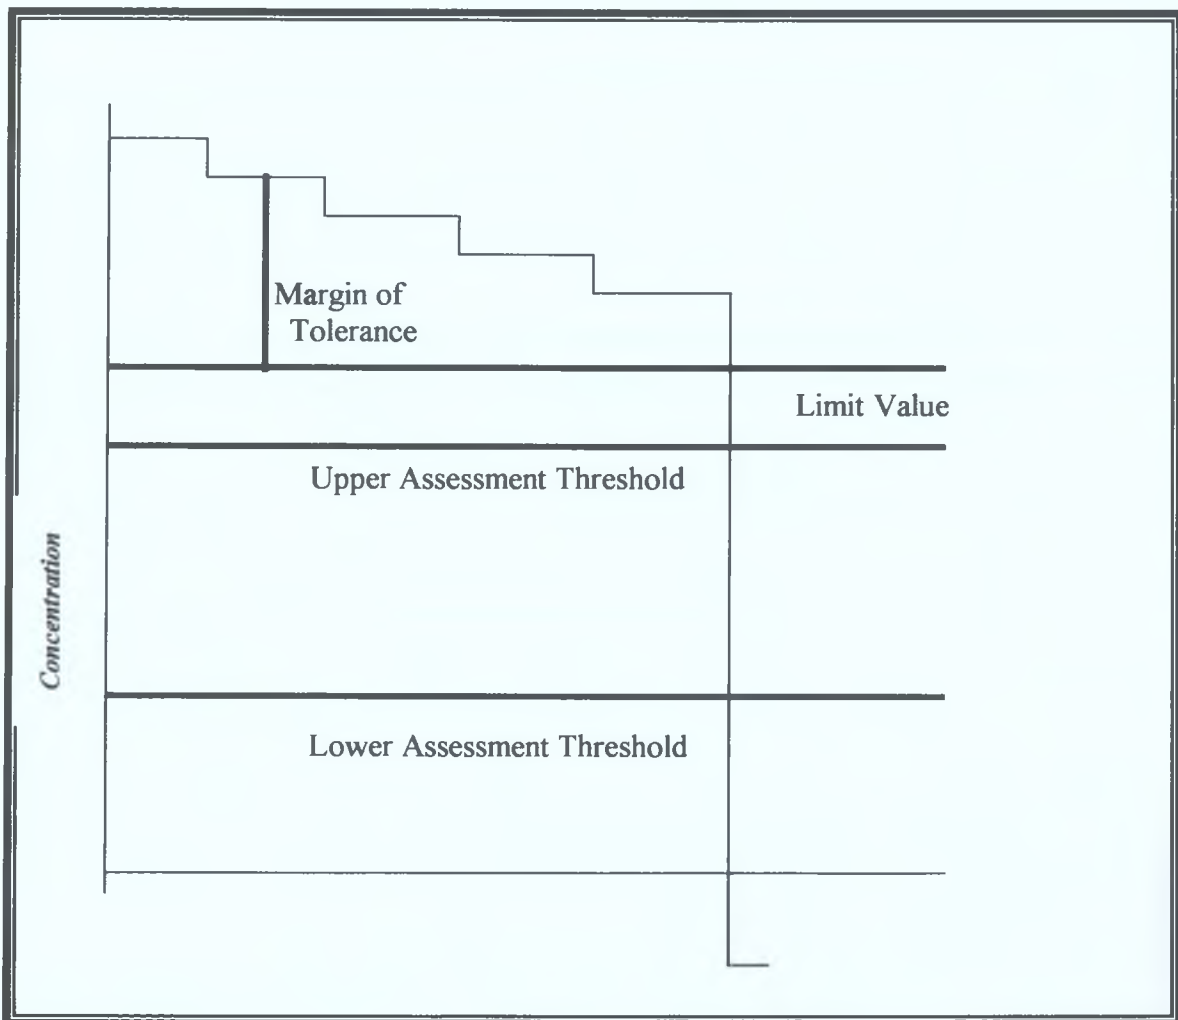 Margin of
Tolerance
Limit Value
Upper Assessment Threshold
Concentration
Lower Assessment Threshold